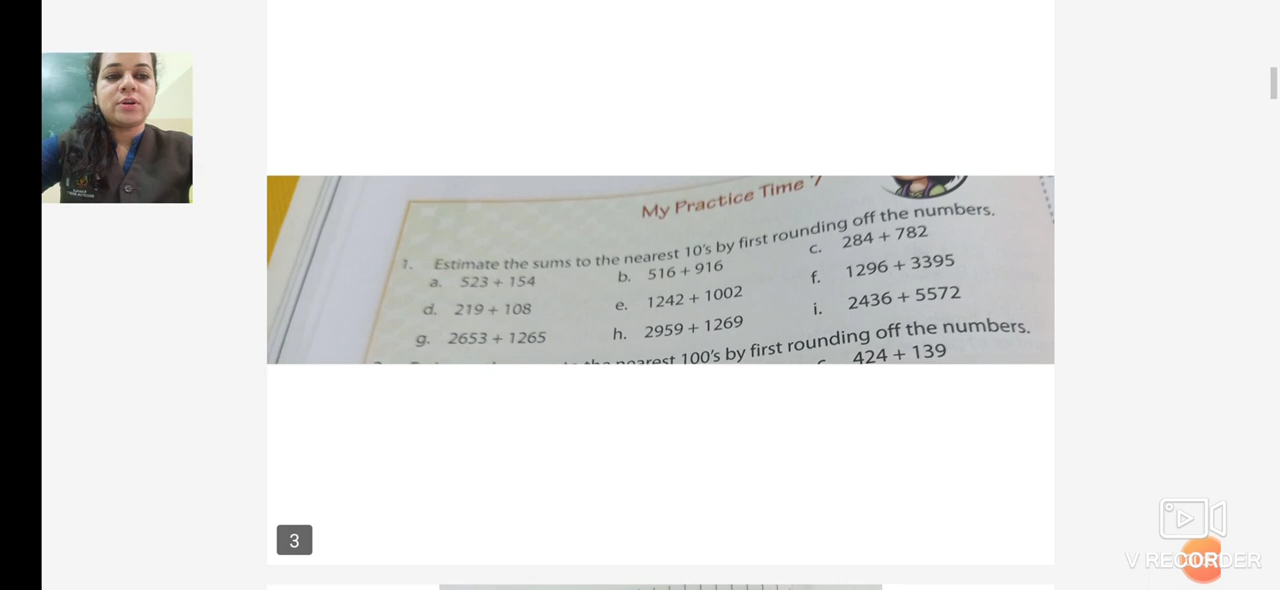 My Practice Time 7
1. Estimate the sums to the nearest 10's by first rounding off the numbers.
a. 523 + 154 b. 516 + 916 c. 284 + 782
d. 219 + 108 e. 1242 + 1002 f. 1296 + 3395
g. 2653 + 1265 h. 2959 + 1269 i. 2436 + 5572
nearest 100's by first rounding off the numbers.
424 + 139
3
V RECORDER